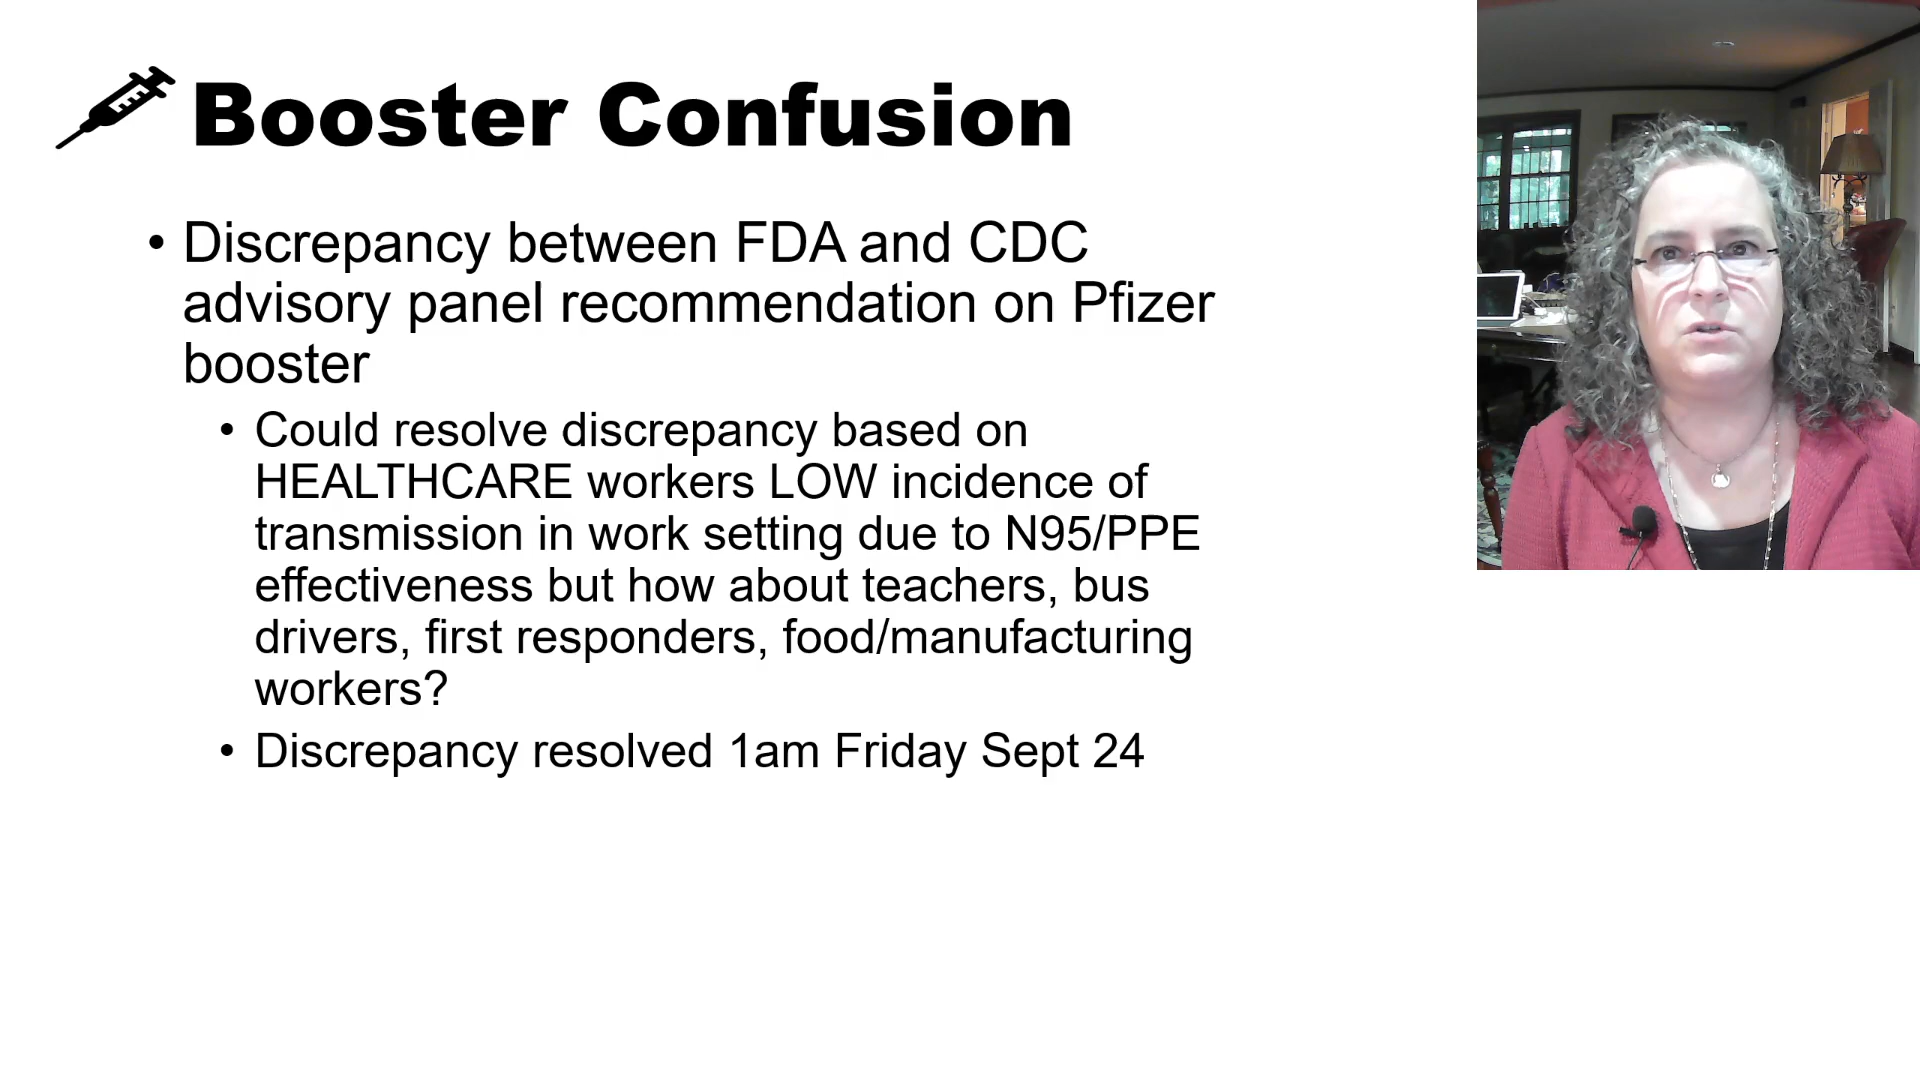 Booster Confusion
• Discrepancy between FDA and CDC
advisory panel recommendation on Pfizer
booster
• Could resolve discrepancy based on
HEALTHCARE workers LOW incidence of
transmission in work setting due to N95/PPE
effectiveness but how about teachers, bus
drivers, first responders, food/manufacturing
workers?
• Discrepancy resolved 1am Friday Sept 24